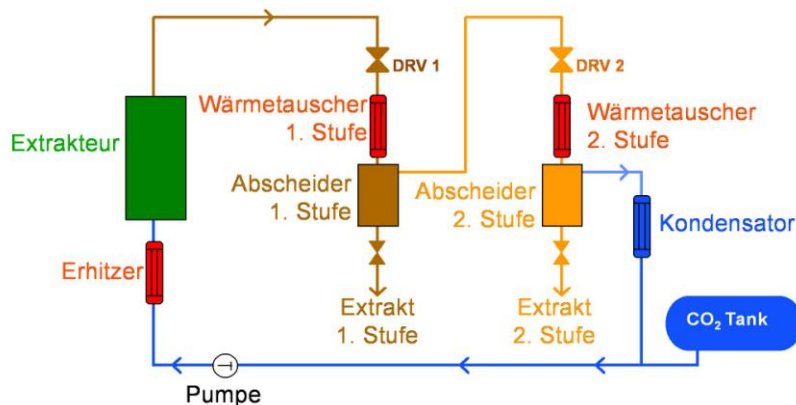 DRV 1
DRV 2
Wärmetauscher
1. Stufe
Wärmetauscher
2. Stufe
Extrakteur
Abscheider
1. Stufe
Abscheider
2. Stufe
Kondensator
Erhitzer
Extrakt
1. Stufe
Extrakt
2. Stufe
CO₂ Tank
Pumpe